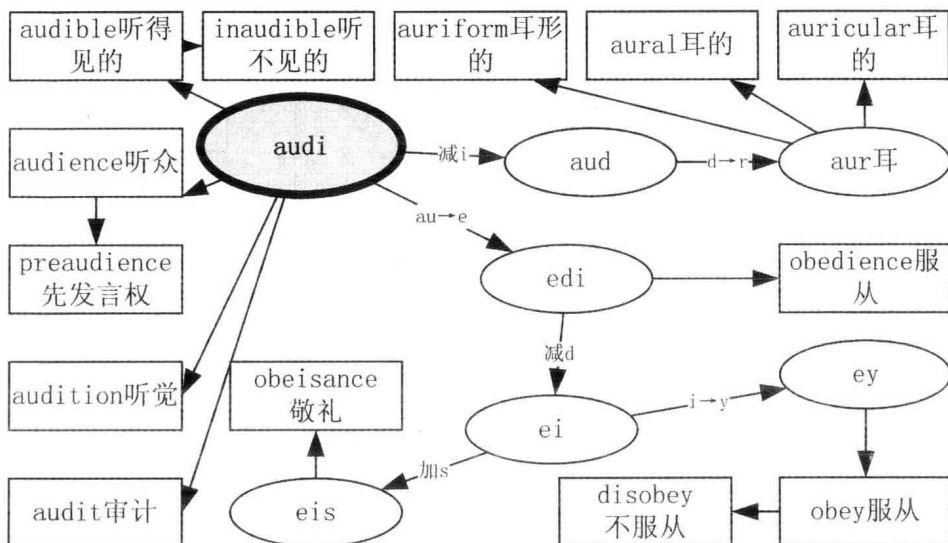 audible听得
见的
inaudible听
不见的
auriform耳形
的
aural耳的
auricular耳
的
audi
减i
aud
d→r
aur耳
audience听众
au→e
preaudience
先发言权
edi
obedience服
从
减d
audition听觉
obeisance
敬礼
ei
i→y
ey
加s
audit审计
eis
disobey
不服从
obey服从